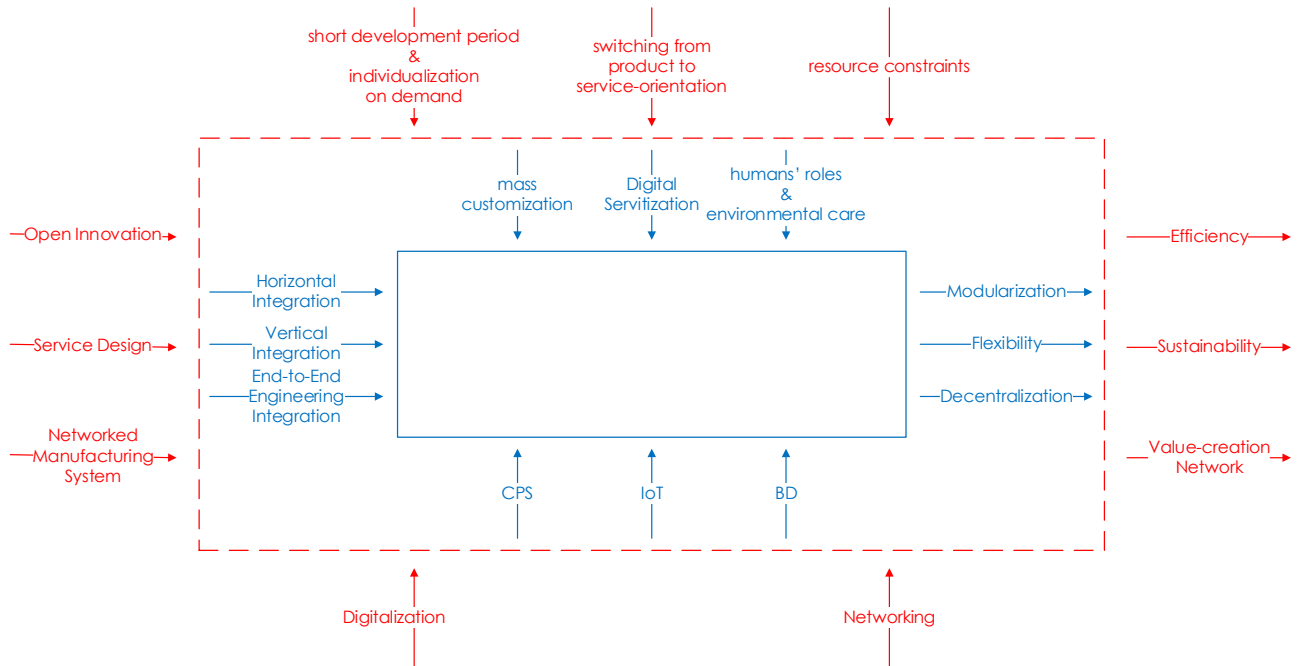 short development period
&
individualization
on demand
switching from
product to
service-orientation
resource constraints
mass
customization
Digital
Servitization
humans’ roles
&
environmental care
Open Innovation
Service Design
Networked
Manufacturing
System
Horizontal
Integration
Vertical
Integration
End-to-End
Engineering
Integration
Modularization
Flexibility
Decentralization
Efficiency
Sustainability
Value-creation
Network
CPS
IoT
BD
Digitalization
Networking